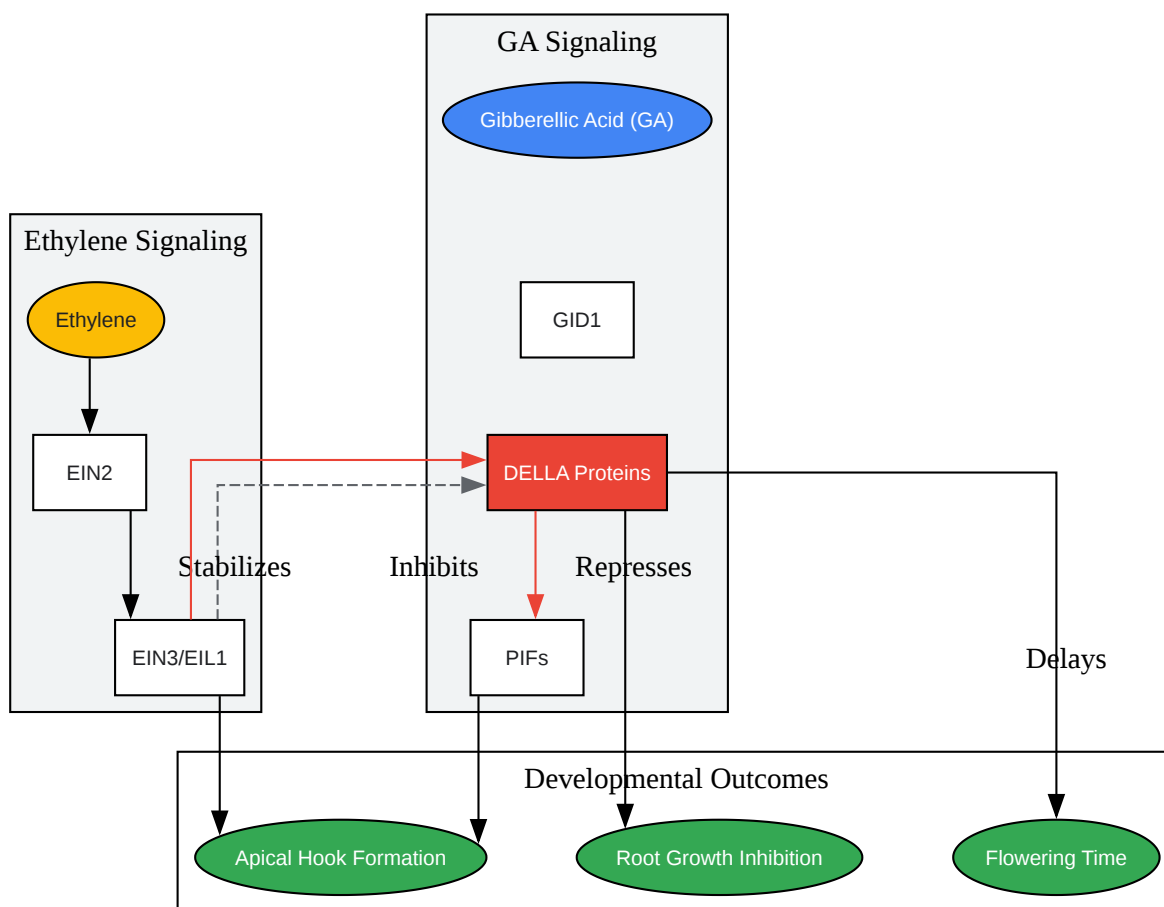 GA Signaling
Gibberellic Acid (GA)
Ethylene Signaling
Ethylene
GID1
EIN2
DELLA Proteins
Stabilizes
Inhibits
Represses
EIN3/EIL1
PIFs
Delays
Developmental Outcomes
Apical Hook Formation
Root Growth Inhibition
Flowering Time